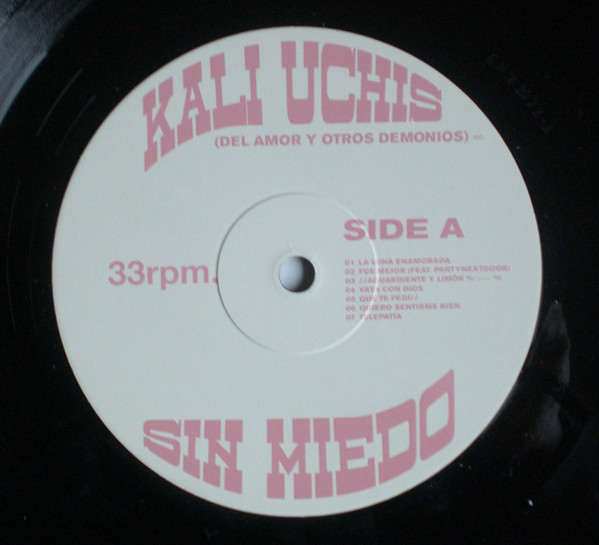 KALI UCHIS
(DEL AMOR Y OTROS DEMONIOS) ∞
SIDE A
33rpm.
01 LA LUNA ENAMORADA
02 FUE MEJOR (FEAT. PARTYNEXTDOOR)
03 //AGUARDIENTE Y LIMÓN %
04 VAYA CON DIOS
05 QUE TE PEDÍ//
06 QUIERO SENTIRME BIEN
07 TELEPATÍA
SIN MIEDO